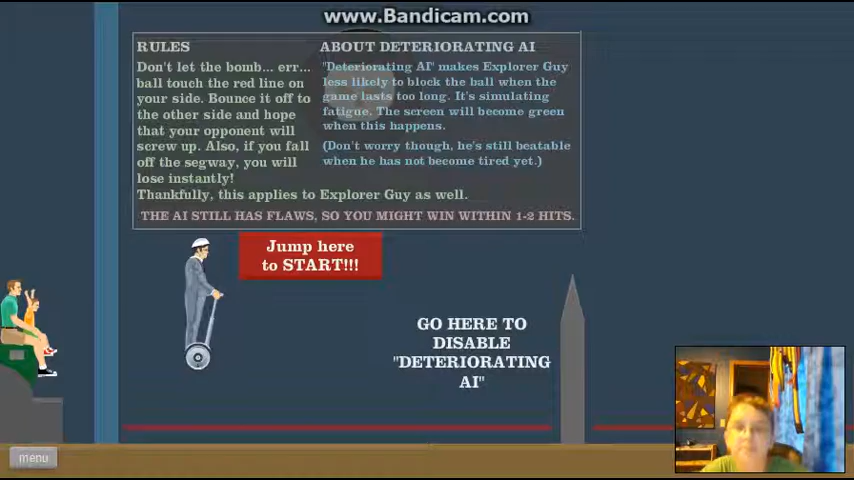 www.Bandicam.com
RULES
Don't let the bomb... err...
ball touch the red line on
your side. Bounce it off to
the other side and hope
that your opponent will
screw up. Also, if you fall
off the segway, you will
lose instantly!
Thankfully, this applies to Explorer Guy as well.
ABOUT DETERIORATING AI
"Deteriorating AI" makes Explorer Guy
less likely to block the ball when the
game lasts too long. It's simulating
fatigue. The screen will become green
when this happens.
(Don't worry though, he's still beatable
when he has not become tired yet.)
THE AI STILL HAS FLAWS, SO YOU MIGHT WIN WITHIN 1-2 HITS.
Jump here
to START!!!
GO HERE TO
DISABLE
"DETERIORATING
AI"
menu